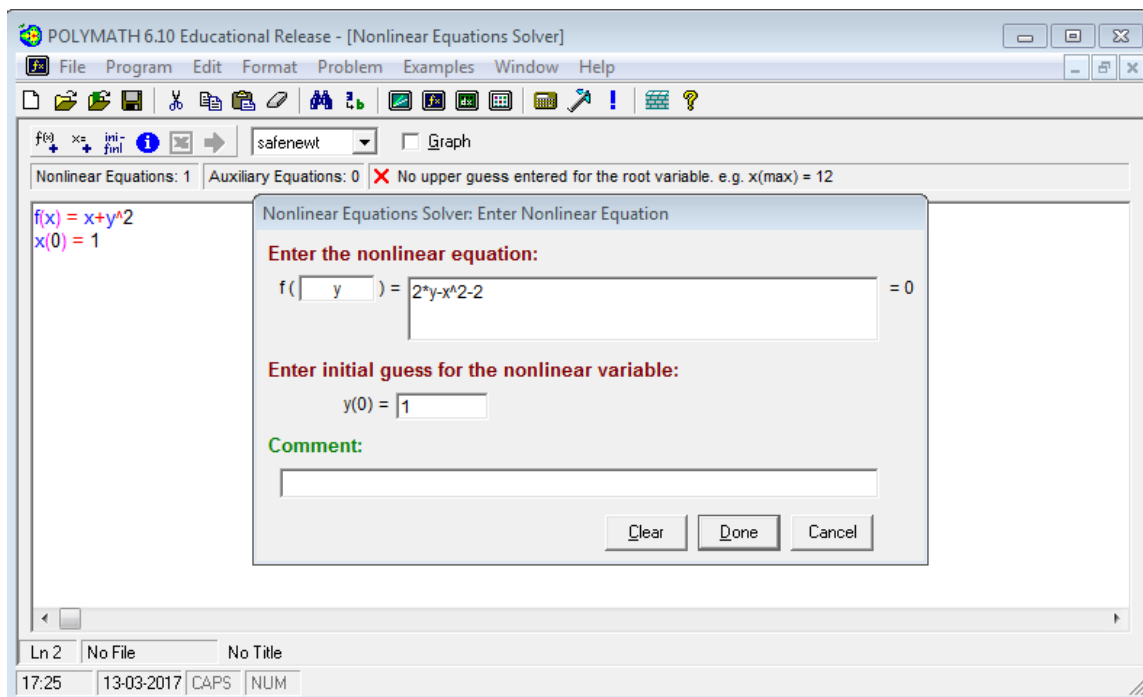 POLYMATH 6.10 Educational Release - [Nonlinear Equations Solver]
File Program Edit Format Problem Examples Window Help
f(x) x= ini- finl safenewt Graph
Nonlinear Equations: 1 Auxiliary Equations: 0 No upper guess entered for the root variable. e.g. x(max) = 12
f(x) = x+y^2
x(0) = 1
Nonlinear Equations Solver: Enter Nonlinear Equation
Enter the nonlinear equation:
f ( y ) = 2*y-x^2-2 = 0
Enter initial guess for the nonlinear variable:
y(0) = 1
Comment:
Clear Done Cancel
Ln 2 No File No Title
17:25 13-03-2017 CAPS NUM